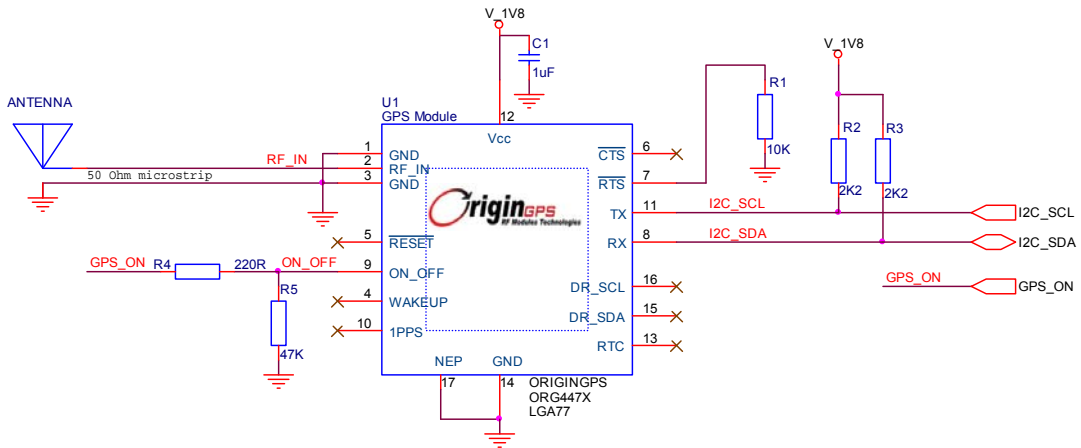 V_1V8
C1
1uF
V_1V8
ANTENNA
U1
GPS Module
12
Vcc
R1
10K
R2
2K2
R3
2K2
1
GND
RF_IN
2
RF_IN
50 Ohm microstrip
3
GND
CTS
6
RTS
7
OriginGPS
RF Modules Technologies
TX
11
I2C_SCL
I2C_SCL
RX
8
I2C_SDA
I2C_SDA
5
RESET
GPS_ON
R4
220R
ON_OFF
9
ON_OFF
R5
47K
4
WAKEUP
10
1PPS
DR_SCL
16
GPS_ON
GPS_ON
DR_SDA
15
RTC
13
NEP
GND
17
14
ORIGINGPS
ORG447X
LGA77